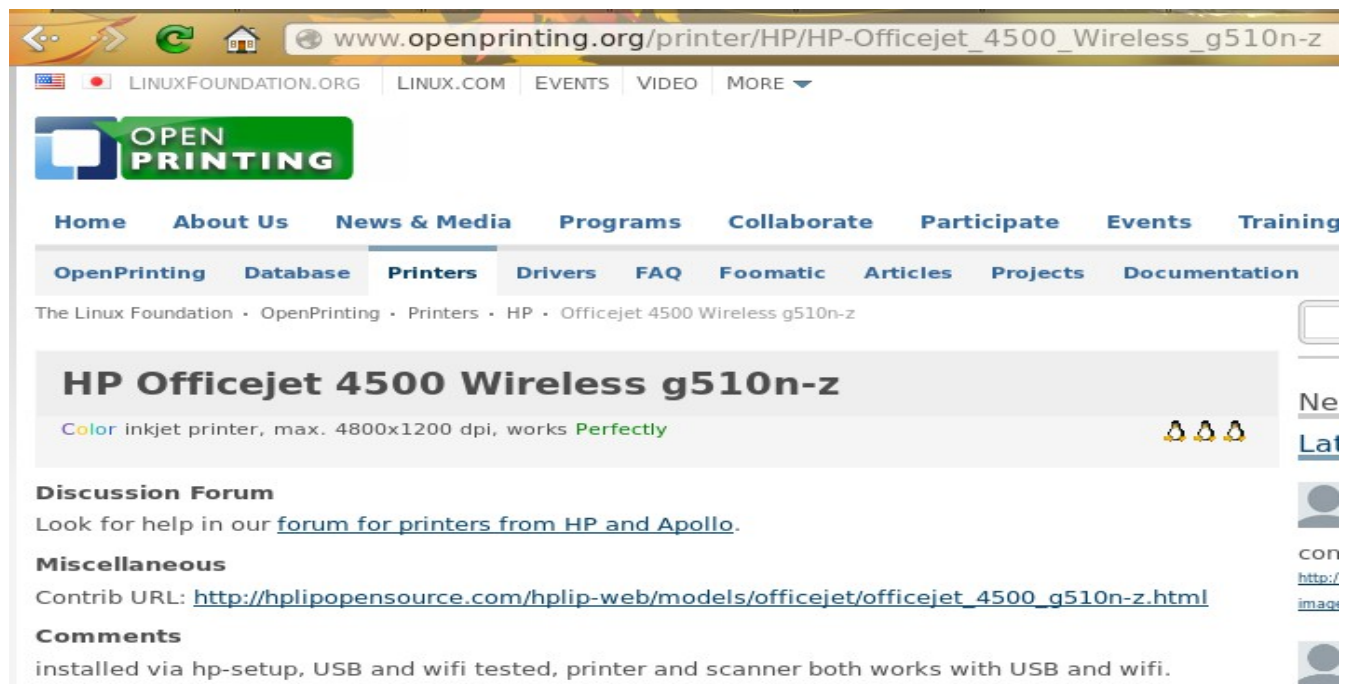 www.openprinting.org/printer/HP/HP-Officejet_4500_Wireless_g510n-z
LINUXFOUNDATION.ORG LINUX.COM EVENTS VIDEO MORE
OPEN
PRINTING
Home About Us News & Media Programs Collaborate Participate Events Training
OpenPrinting Database Printers Drivers FAQ Foomatic Articles Projects Documentation
The Linux Foundation • OpenPrinting • Printers • HP • Officejet 4500 Wireless g510n-z
HP Officejet 4500 Wireless g510n-z
Color inkjet printer, max. 4800x1200 dpi, works Perfectly
Ne
Lat
Discussion Forum
Look for help in our forum for printers from HP and Apollo.
Miscellaneous
con
Contrib URL: http://hplipopensource.com/hplip-web/models/officejet/officejet_4500_g510n-z.html
http:/
image
Comments
installed via hp-setup, USB and wifi tested, printer and scanner both works with USB and wifi.